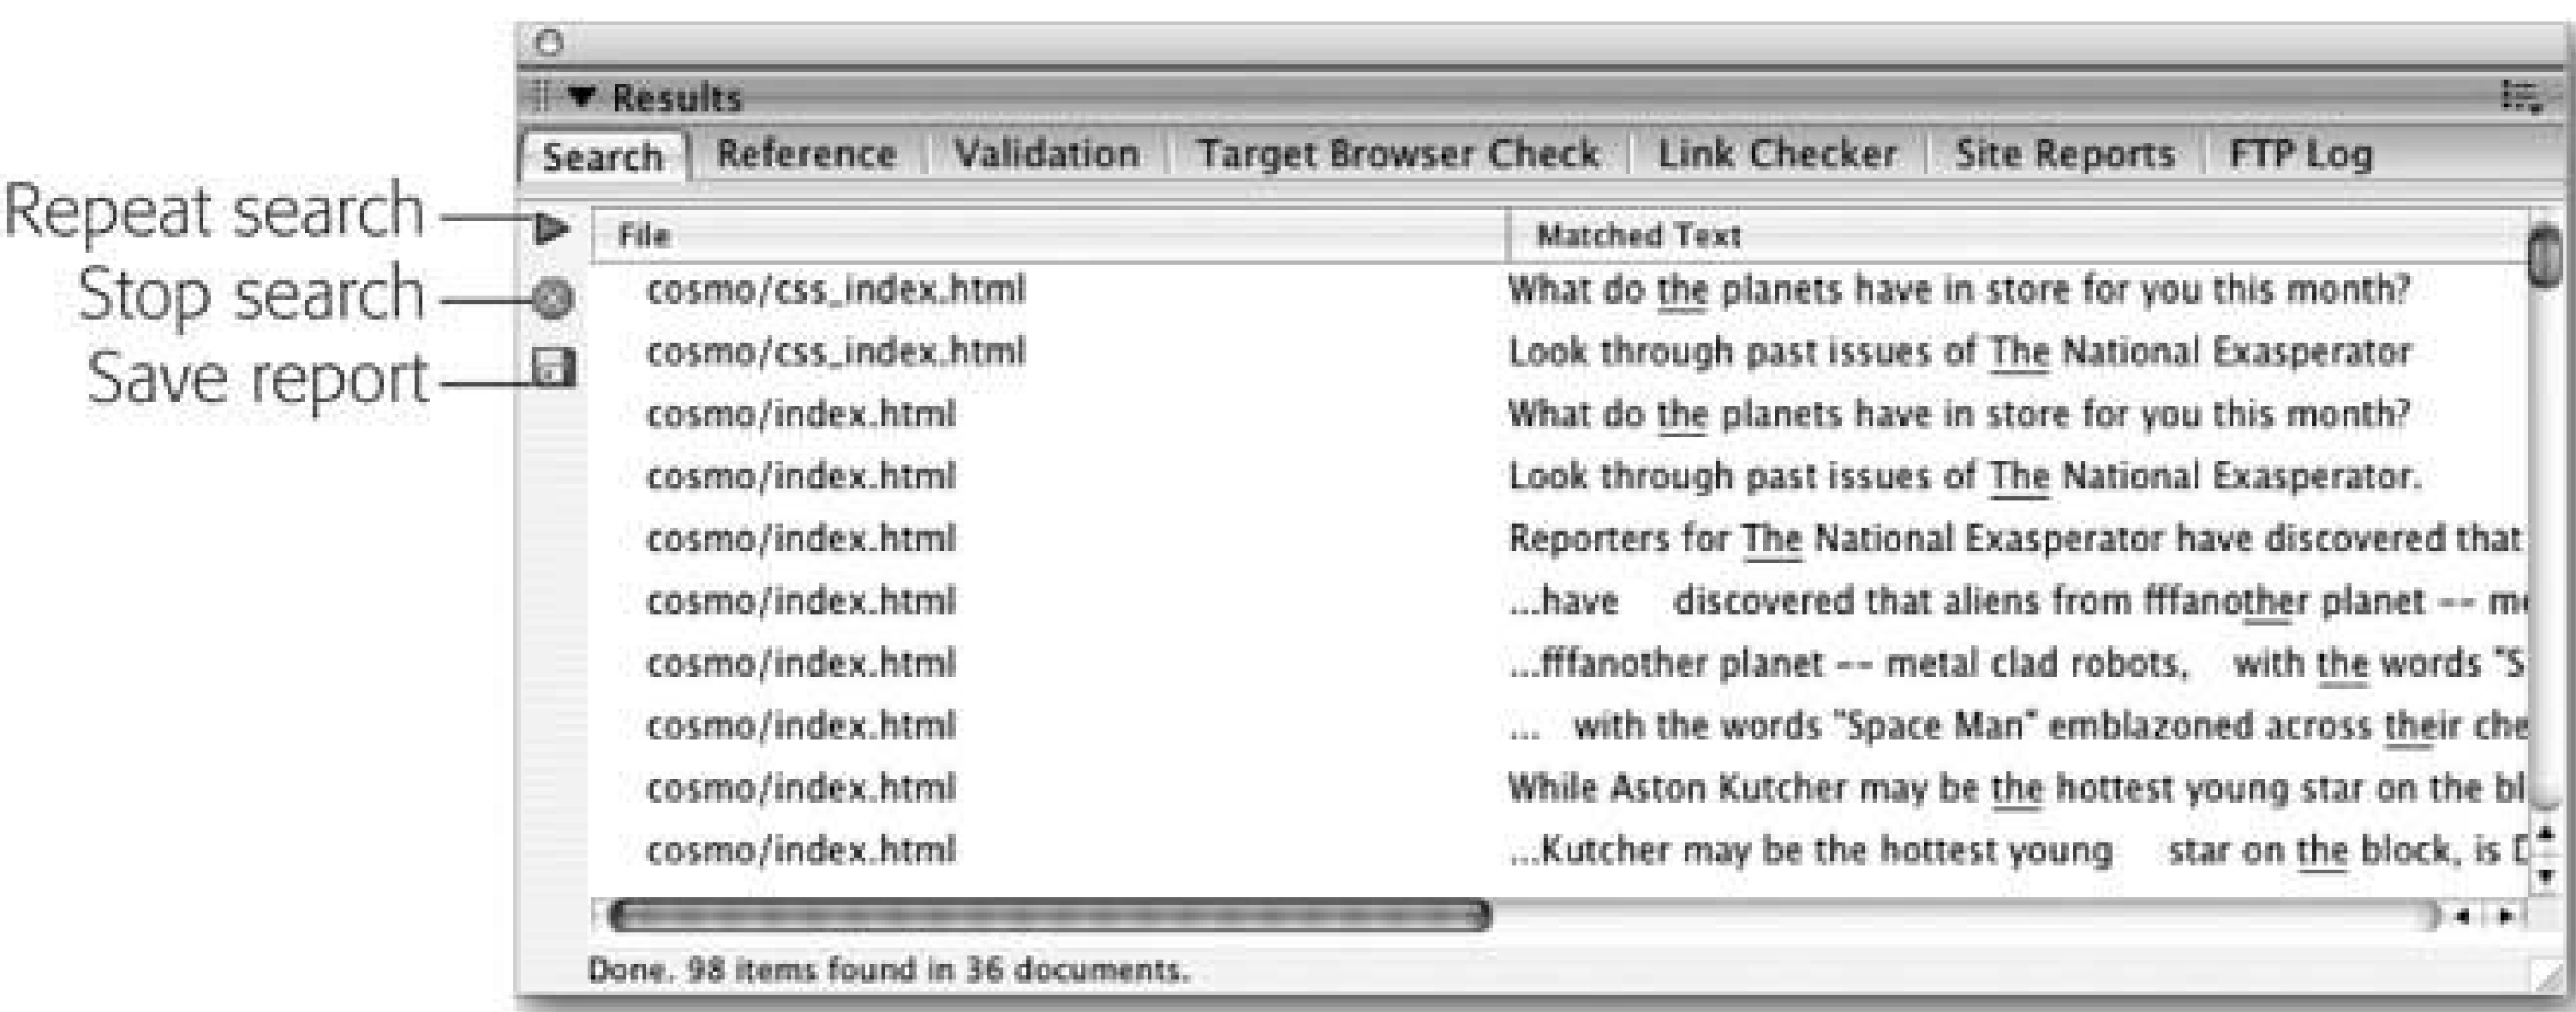 Results
Search Reference Validation Target Browser Check Link Checker Site Reports FTP Log
Repeat search
Stop search
Save report
File Matched Text
cosmo/css_index.html What do the planets have in store for you this month?
cosmo/css_index.html Look through past issues of The National Exasperator
cosmo/index.html What do the planets have in store for you this month?
cosmo/index.html Look through past issues of The National Exasperator.
cosmo/index.html Reporters for The National Exasperator have discovered that
cosmo/index.html ...have discovered that aliens from fffanother planet -- me
cosmo/index.html ...fffanother planet -- metal clad robots, with the words "S
cosmo/index.html ... with the words "Space Man" emblazoned across their che
cosmo/index.html While Aston Kutcher may be the hottest young star on the bl
cosmo/index.html ...Kutcher may be the hottest young star on the block, is D
Done. 98 items found in 36 documents.